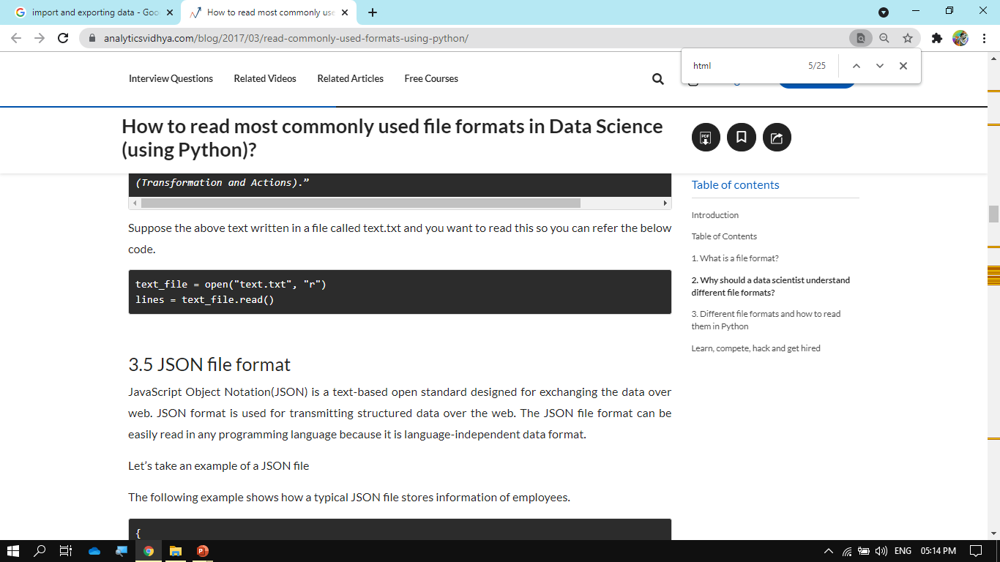 import and exporting data - Goo
How to read most commonly use
analyticsvidhya.com/blog/2017/03/read-commonly-used-formats-using-python/
html 5/25
Interview Questions Related Videos Related Articles Free Courses
How to read most commonly used file formats in Data Science
(using Python)?
PDF
(Transformation and Actions).”
Suppose the above text written in a file called text.txt and you want to read this so you can refer the below
code.
text_file = open("text.txt", "r")
lines = text_file.read()
3.5 JSON file format
JavaScript Object Notation(JSON) is a text-based open standard designed for exchanging the data over
web. JSON format is used for transmitting structured data over the web. The JSON file format can be
easily read in any programming language because it is language-independent data format.
Let’s take an example of a JSON file
The following example shows how a typical JSON file stores information of employees.
{
Table of contents
Introduction
Table of Contents
1. What is a file format?
2. Why should a data scientist understand
different file formats?
3. Different file formats and how to read
them in Python
Learn, compete, hack and get hired
ENG 05:14 PM